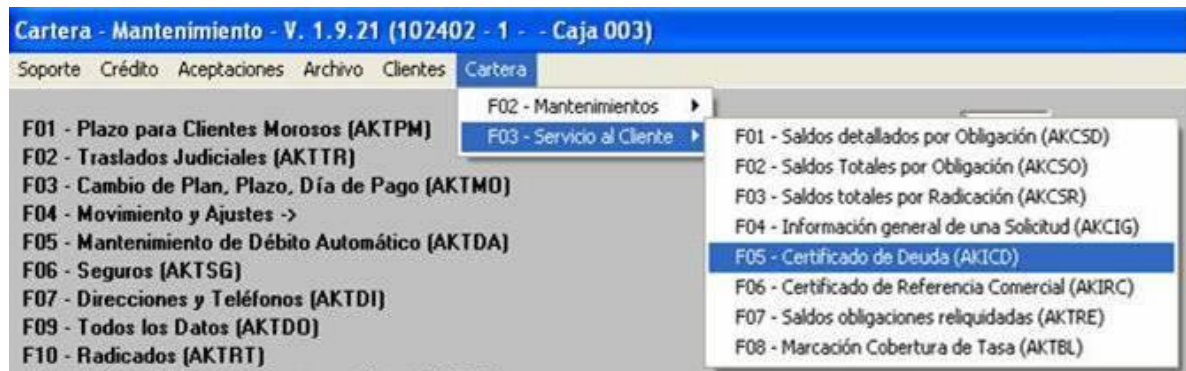 Cartera - Mantenimiento - V. 1.9.21 (102402 - 1 - - Caja 003)
Soporte Crédito Aceptaciones Archivo Clientes Cartera
F02 - Mantenimientos
F03 - Servicio al Cliente
F01 - Plazo para Clientes Morosos (AKTPM)
F02 - Traslados Judiciales (AKTTR)
F03 - Cambio de Plan, Plazo, Día de Pago (AKTMO)
F04 - Movimiento y Ajustes ->
F05 - Mantenimiento de Débito Automático (AKTDA)
F06 - Seguros (AKTSG)
F07 - Direcciones y Teléfonos (AKTDI)
F09 - Todos los Datos (AKTDO)
F10 - Radicados (AKTRT)
F01 - Saldos detallados por Obligación (AKCSD)
F02 - Saldos Totales por Obligación (AKCSO)
F03 - Saldos totales por Radicación (AKCSR)
F04 - Información general de una Solicitud (AKCIG)
F05 - Certificado de Deuda (AKICD)
F06 - Certificado de Referencia Comercial (AKIRC)
F07 - Saldos obligaciones reliquidadas (AKTRE)
F08 - Marcación Cobertura de Tasa (AKTBL)